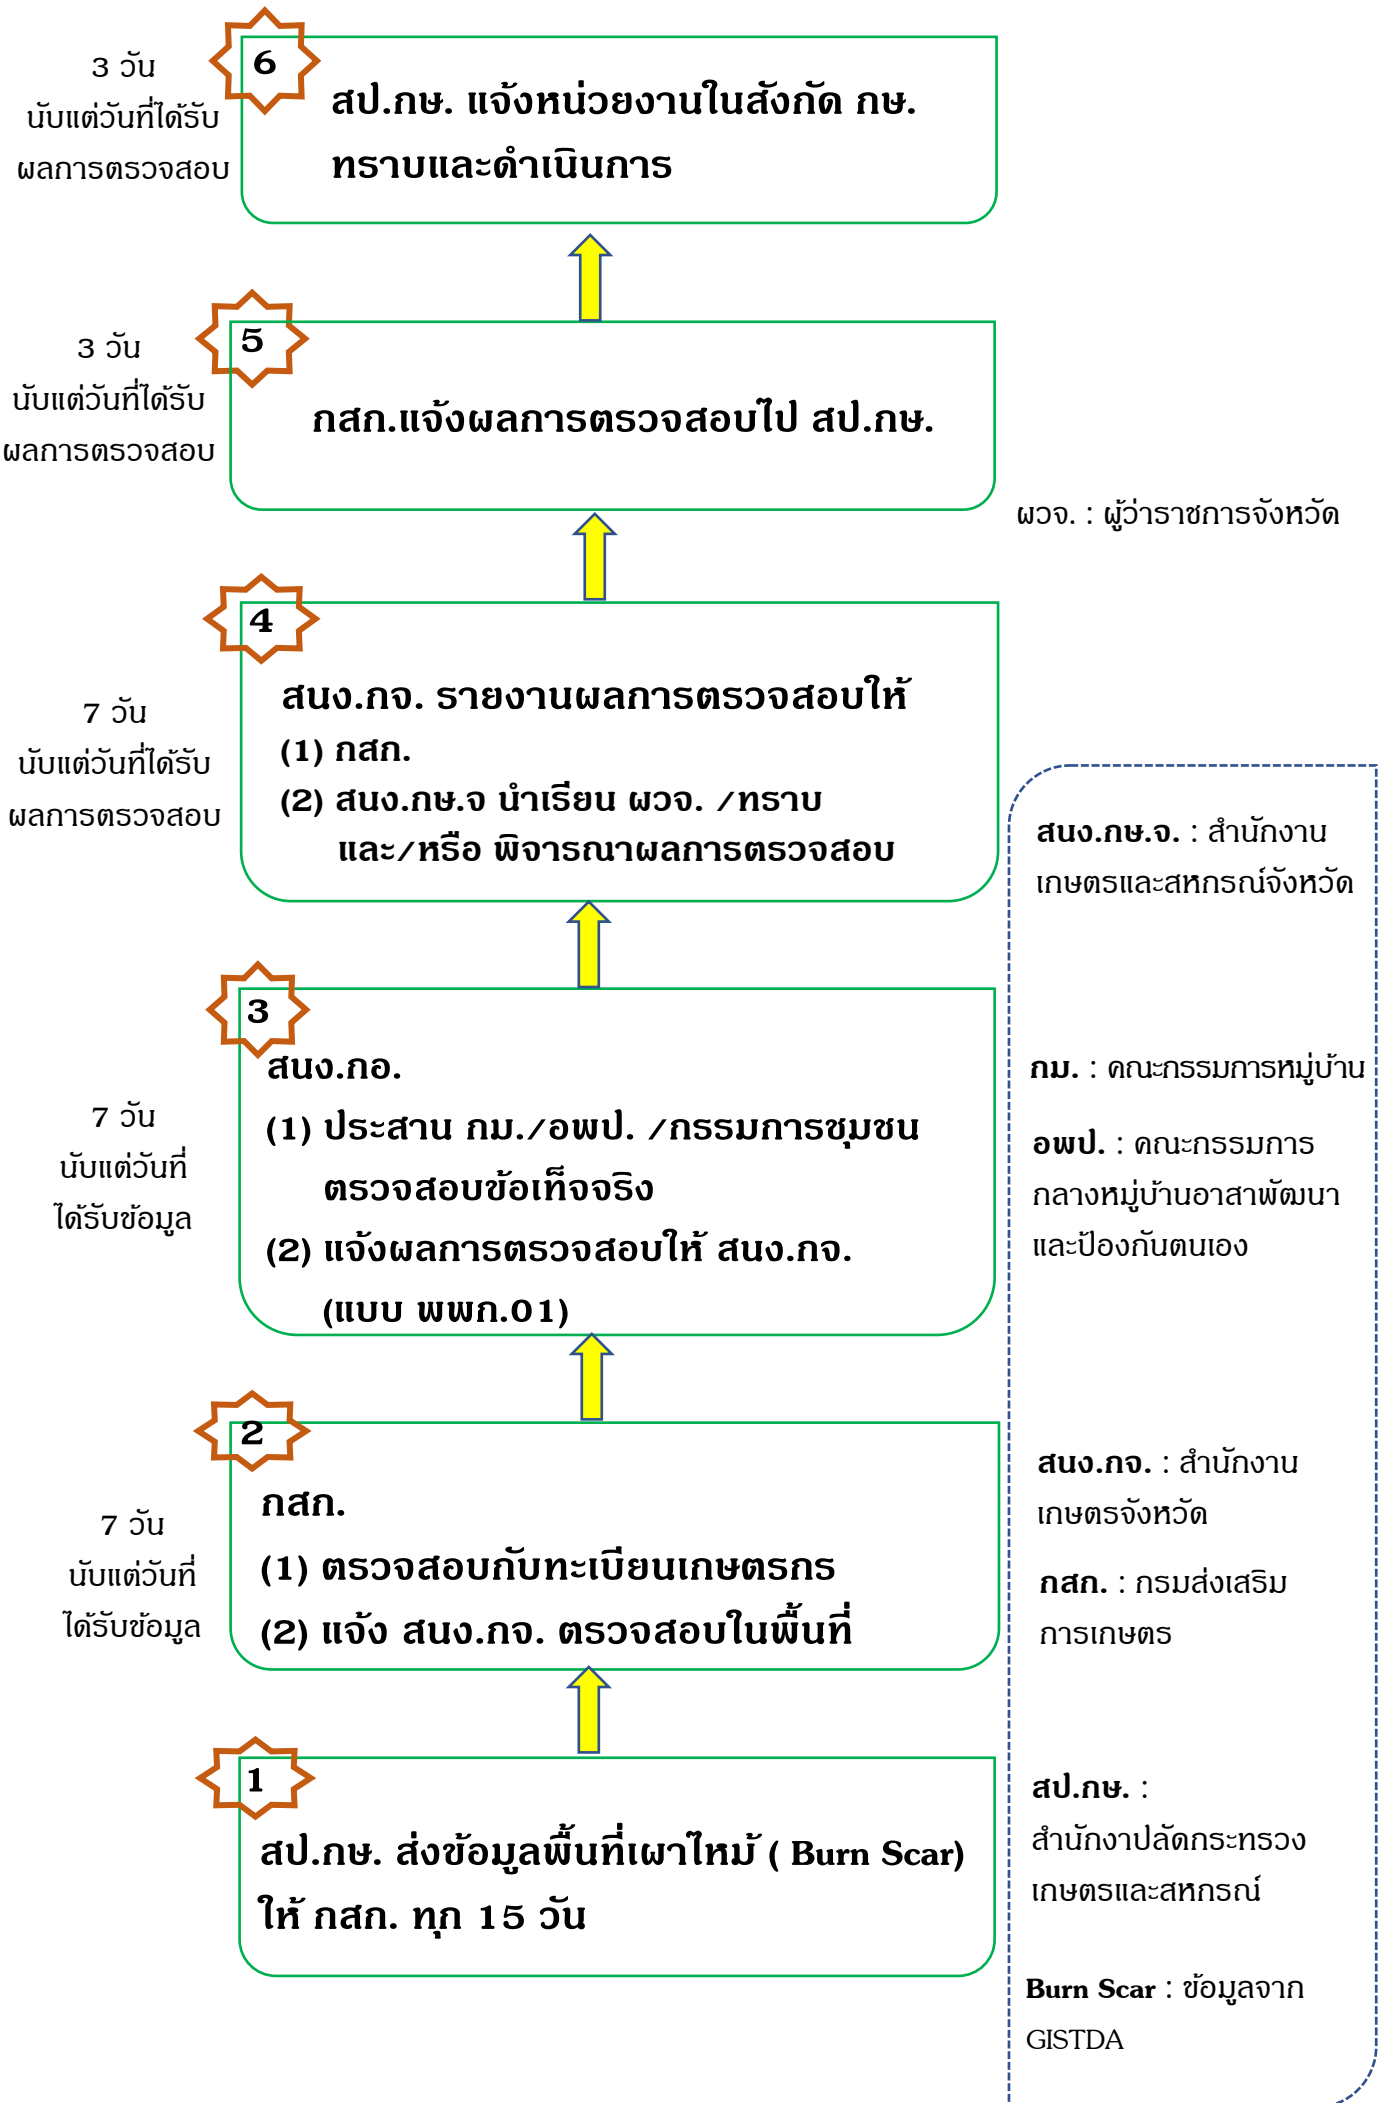 3 วัน
นับแต่วันที่ได้รับ
ผลการตรวจสอบ
6
สป.กษ. แจ้งหน่วยงานในสังกัด กษ.
ทราบและดำเนินการ
3 วัน
นับแต่วันที่ได้รับ
ผลการตรวจสอบ
5
กสก.แจ้งผลการตรวจสอบไป สป.กษ.
ผวจ. : ผู้ว่าราชการจังหวัด
7 วัน
นับแต่วันที่ได้รับ
ผลการตรวจสอบ
4
สนง.กจ. รายงานผลการตรวจสอบให้
(1) กสก.
(2) สนง.กษ.จ นำเรียน ผวจ. /ทราบ
และ/หรือ พิจารณาผลการตรวจสอบ
สนง.กษ.จ. : สำนักงาน
เกษตรและสหกรณ์จังหวัด
7 วัน
นับแต่วันที่
ได้รับข้อมูล
3
สนง.กอ.
(1) ประสาน กม./อพป. /กรรมการชุมชน
ตรวจสอบข้อเท็จจริง
(2) แจ้งผลการตรวจสอบให้ สนง.กจ.
(แบบ พพก.01)
กม. : คณะกรรมการหมู่บ้าน
อพป. : คณะกรรมการ
กลางหมู่บ้านอาสาพัฒนา
และป้องกันตนเอง
7 วัน
นับแต่วันที่
ได้รับข้อมูล
2
กสก.
(1) ตรวจสอบกับทะเบียนเกษตรกร
(2) แจ้ง สนง.กจ. ตรวจสอบในพื้นที่
สนง.กจ. : สำนักงาน
เกษตรจังหวัด
กสก. : กรมส่งเสริม
การเกษตร
1
สป.กษ. ส่งข้อมูลพื้นที่เผาไหม้ ( Burn Scar)
ให้ กสก. ทุก 15 วัน
สป.กษ. :
สำนักงาปลัดกระทรวง
เกษตรและสหกรณ์
Burn Scar : ข้อมูลจาก
GISTDA